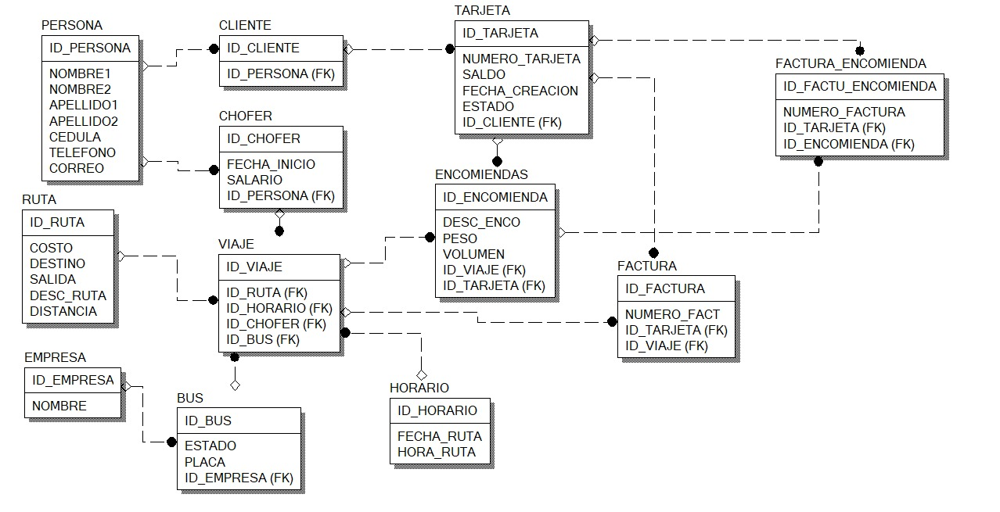 PERSONA
ID_PERSONA
NOMBRE1
NOMBRE2
APELLIDO1
APELLIDO2
CEDULA
TELEFONO
CORREO
CLIENTE
ID_CLIENTE
ID_PERSONA (FK)
TARJETA
ID_TARJETA
NUMERO_TARJETA
SALDO
FECHA_CREACION
ESTADO
ID_CLIENTE (FK)
FACTURA_ENCOMIENDA
ID_FACTU_ENCOMIENDA
NUMERO_FACTURA
ID_TARJETA (FK)
ID_ENCOMIENDA (FK)
CHOFER
ID_CHOFER
FECHA_INICIO
SALARIO
ID_PERSONA (FK)
ENCOMIENDAS
ID_ENCOMIENDA
DESC_ENCO
PESO
VOLUMEN
ID_VIAJE (FK)
ID_TARJETA (FK)
RUTA
ID_RUTA
COSTO
DESTINO
SALIDA
DESC_RUTA
DISTANCIA
VIAJE
ID_VIAJE
ID_RUTA (FK)
ID_HORARIO (FK)
ID_CHOFER (FK)
ID_BUS (FK)
FACTURA
ID_FACTURA
NUMERO_FACT
ID_TARJETA (FK)
ID_VIAJE (FK)
EMPRESA
ID_EMPRESA
NOMBRE
BUS
ID_BUS
ESTADO
PLACA
ID_EMPRESA (FK)
HORARIO
ID_HORARIO
FECHA_RUTA
HORA_RUTA